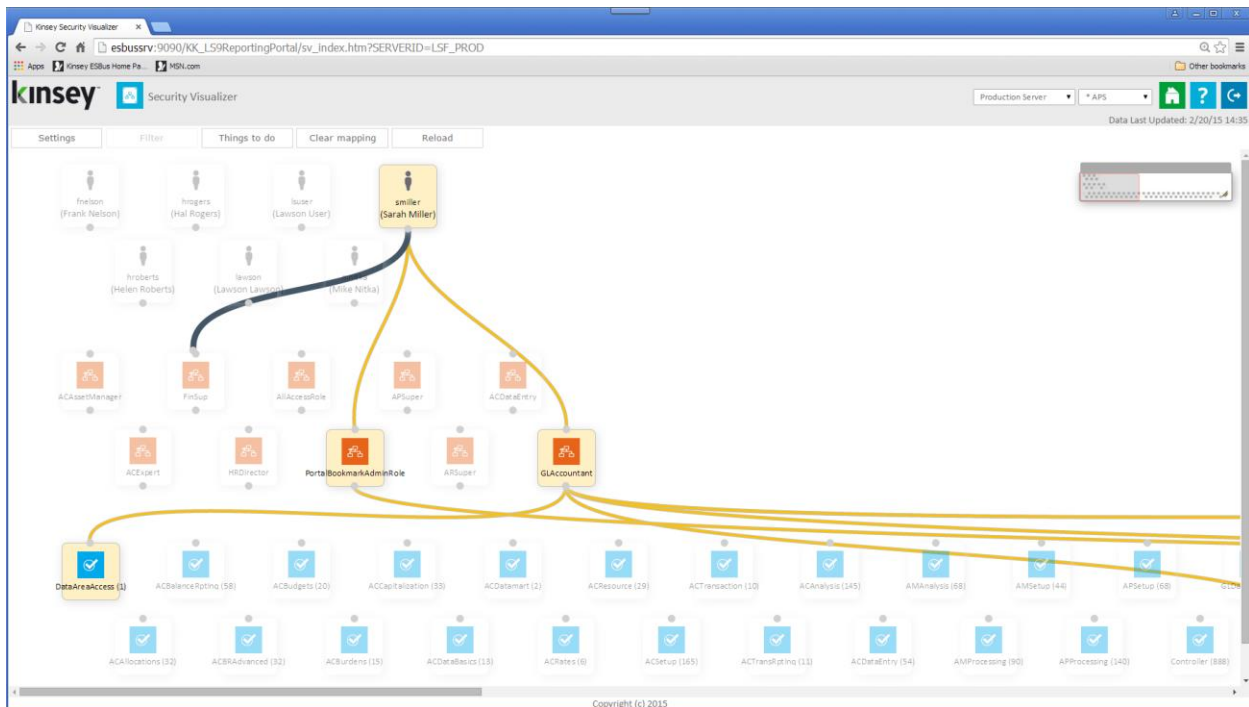 Kinsey Security Visualizer
esbussrv:9090/KK_LS9ReportingPortal/sv_index.htm?SERVERID=LSF_PROD
Apps Kinsey ESBus Home Pa... MSN.com Other bookmarks
kinsey Security Visualizer Production Server * APS ?
Data Last Updated: 2/20/15 14:35
Settings Filter Things to do Clear mapping Reload
fnelson hrogers lsuser smiller
(Frank Nelson) (Hal Rogers) (Lawson User) (Sarah Miller)
hroberts lawson
(Helen Roberts) (Lawson Lawson) (Mike Nitka)
ACAssetManager FinSup AllAccessRole APSuper ACDataEntry
ACExpert HRDirector PortalBookmarkAdminRole ARSuper GLAccountant
DataAreaAccess (1) ACBalanceRpting (58) ACBudgets (20) ACCapitalization (33) ACDatamart (2) ACResource (29) ACTransaction (10) ACAnalysis (145) AMAnalysis (68) AMSetup (44) APSetup (68)
ACAllocations (32) ACBRAdvanced (32) ACBurdens (15) ACDataBasics (13) ACRates (6) ACSetup (165) ACTransRpting (11) ACDataEntry (54) AMProcessing (90) APProcessing (140) Controller (888)
Copyright (c) 2015